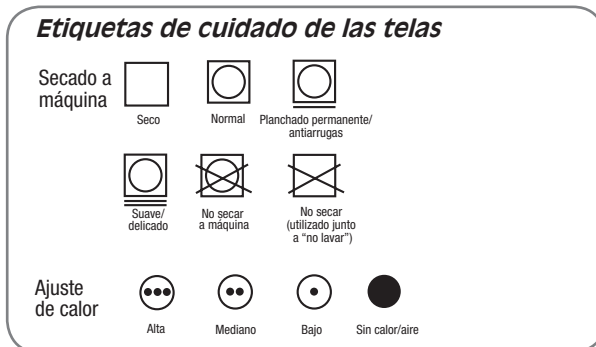 Etiquetas de cuidado de las telas
Secado a
máquina
Seco
Normal
Planchado permanente/
antiarrugas
Suave/
delicado
No secar
a máquina
No secar
(utilizado junto
a “no lavar”)
Ajuste
de calor
Alta
Mediano
Bajo
Sin calor/aire